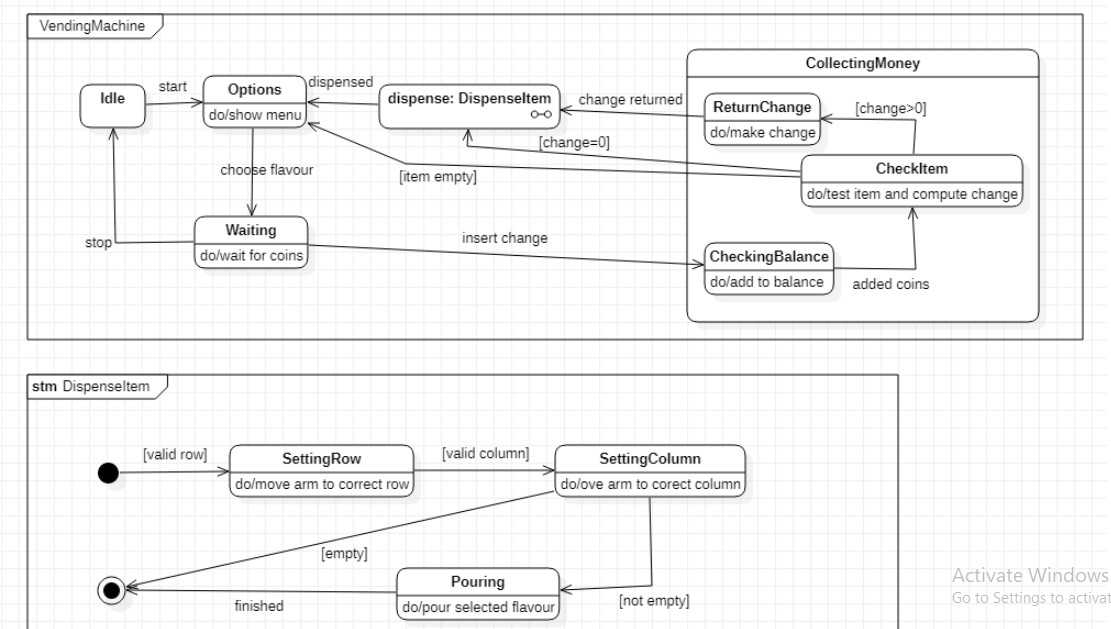 VendingMachine
CollectingMoney
Idle
start
Options
do/show menu
dispensed
dispense: DispenseItem
change returned
ReturnChange
do/make change
[change>0]
[change=0]
CheckItem
do/test item and compute change
[item empty]
choose flavour
Waiting
do/wait for coins
stop
insert change
CheckingBalance
do/add to balance
added coins
stm DispenseItem
[valid row]
SettingRow
do/move arm to correct row
[valid column]
SettingColumn
do/ove arm to corect column
[empty]
Pouring
do/pour selected flavour
[not empty]
finished
Activate Windows
Go to Settings to activat